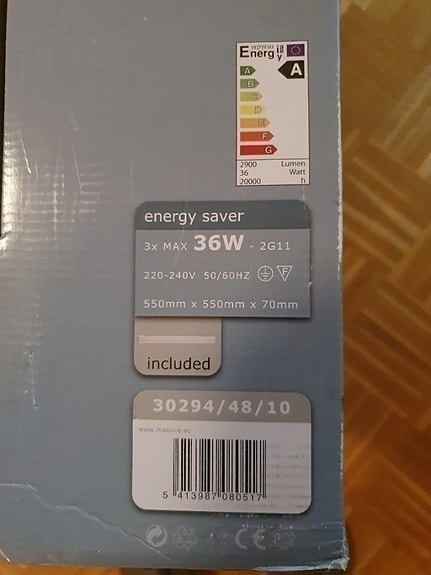 Energ
A
A
B
C
D
E
F
G
2900 Lumen
36 Watt
20000 h
energy saver
3x MAX 36W - 2G11
220-240V 50/60HZ F
550mm x 550mm x 70mm
included
30294/48/10
www.massive.eu
5 413987 080517
CE